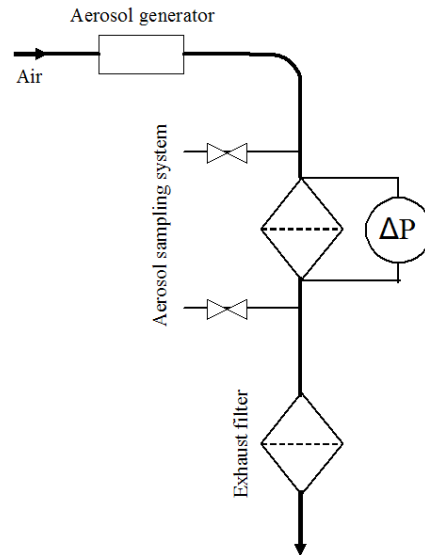 Aerosol generator
Air
Aerosol sampling system
ΔP
Exhaust filter